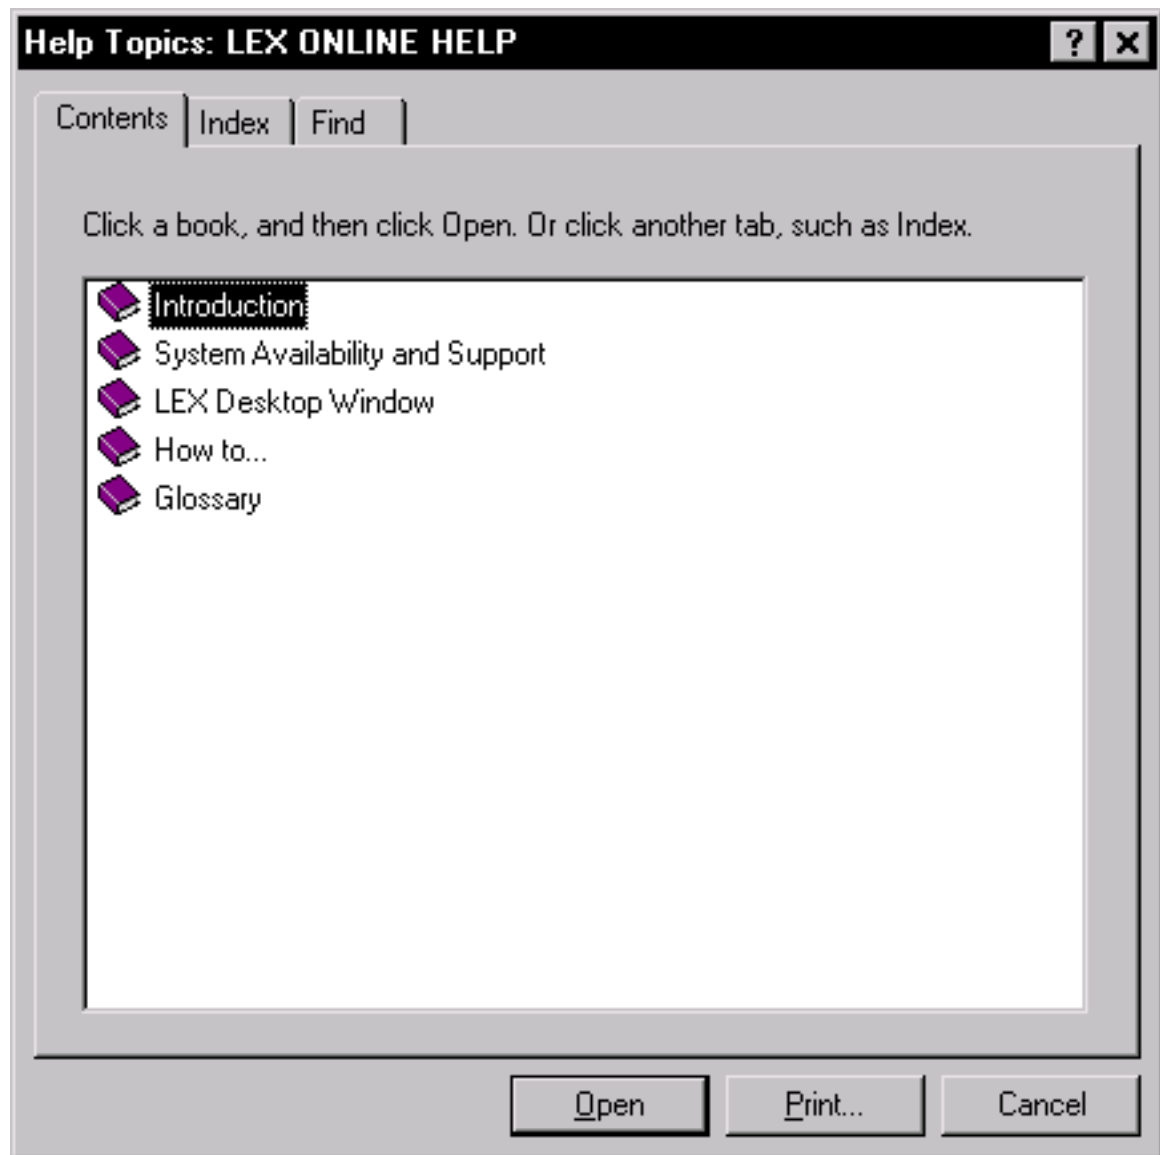 Help Topics: LEX ONLINE HELP ? X
Contents Index Find
Click a book, and then click Open. Or click another tab, such as Index.
Introduction
System Availability and Support
LEX Desktop Window
How to...
Glossary
Open Print... Cancel